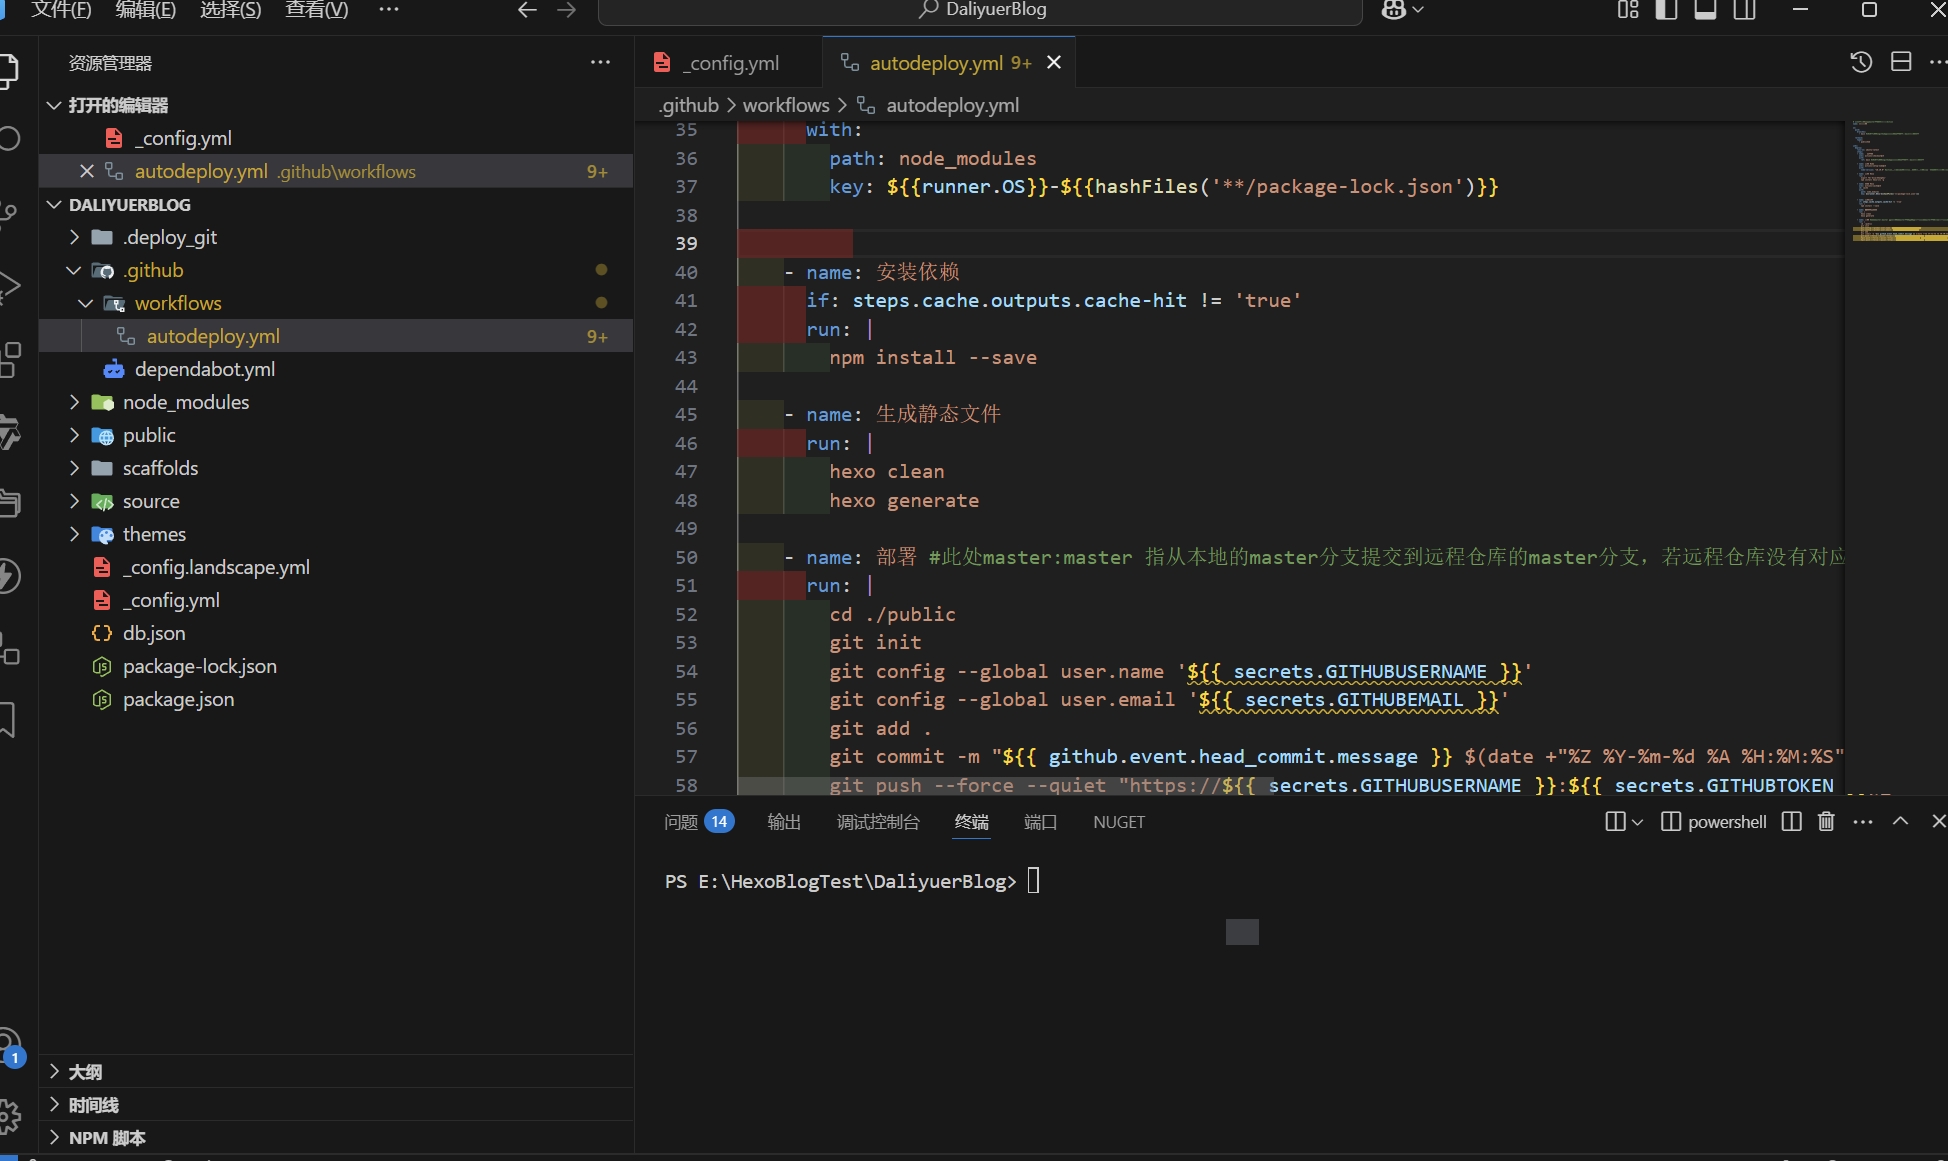 文件(F) 编辑(E) 选择(S) 查看(V) ··· DaliyuerBlog
资源管理器
打开的编辑器
_config.yml
autodeploy.yml .github\workflows 9+
DALIYUERBLOG
.deploy_git
.github
workflows
autodeploy.yml 9+
dependabot.yml
node_modules
public
scaffolds
source
themes
_config.landscape.yml
_config.yml
db.json
package-lock.json
package.json
大纲
时间线
NPM 脚本
1
_config.yml autodeploy.yml 9+
.github > workflows > autodeploy.yml
35 with:
36 path: node_modules
37 key: ${{runner.OS}}-${{hashFiles('**/package-lock.json')}}
38
39
40 - name: 安装依赖
41 if: steps.cache.outputs.cache-hit != 'true'
42 run: |
43 npm install --save
44
45 - name: 生成静态文件
46 run: |
47 hexo clean
48 hexo generate
49
50 - name: 部署 #此处master:master 指从本地的master分支提交到远程仓库的master分支，若远程仓库没有对应
51 run: |
52 cd ./public
53 git init
54 git config --global user.name '${{ secrets.GITHUBUSERNAME }}'
55 git config --global user.email '${{ secrets.GITHUBEMAIL }}'
56 git add .
57 git commit -m "${{ github.event.head_commit.message }} $(date +"%Z %Y-%m-%d %A %H:%M:%S"
58 git push --force --quiet "https://${{ secrets.GITHUBUSERNAME }}:${{ secrets.GITHUBTOKEN
问题 14 输出 调试控制台 终端 端口 NUGET powershell
PS E:\HexoBlogTest\DaliyuerBlog>